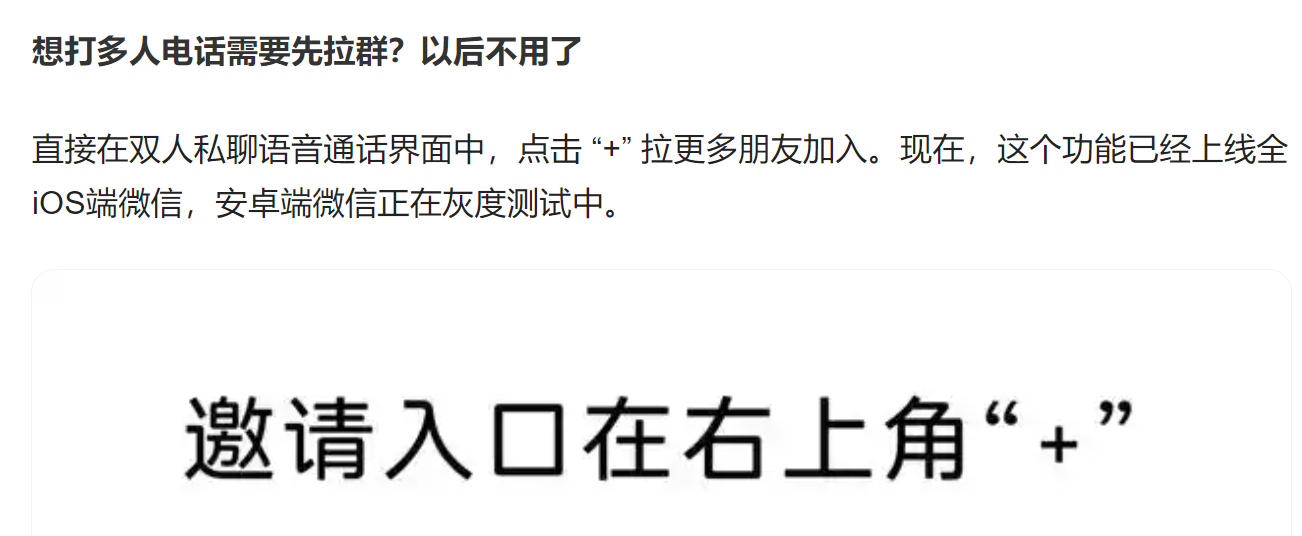 想打多人电话需要先拉群？以后不用了
直接在双人私聊语音通话界面中，点击 “+” 拉更多朋友加入。现在，这个功能已经上线全
iOS端微信，安卓端微信正在灰度测试中。
邀请入口在右上角“+”